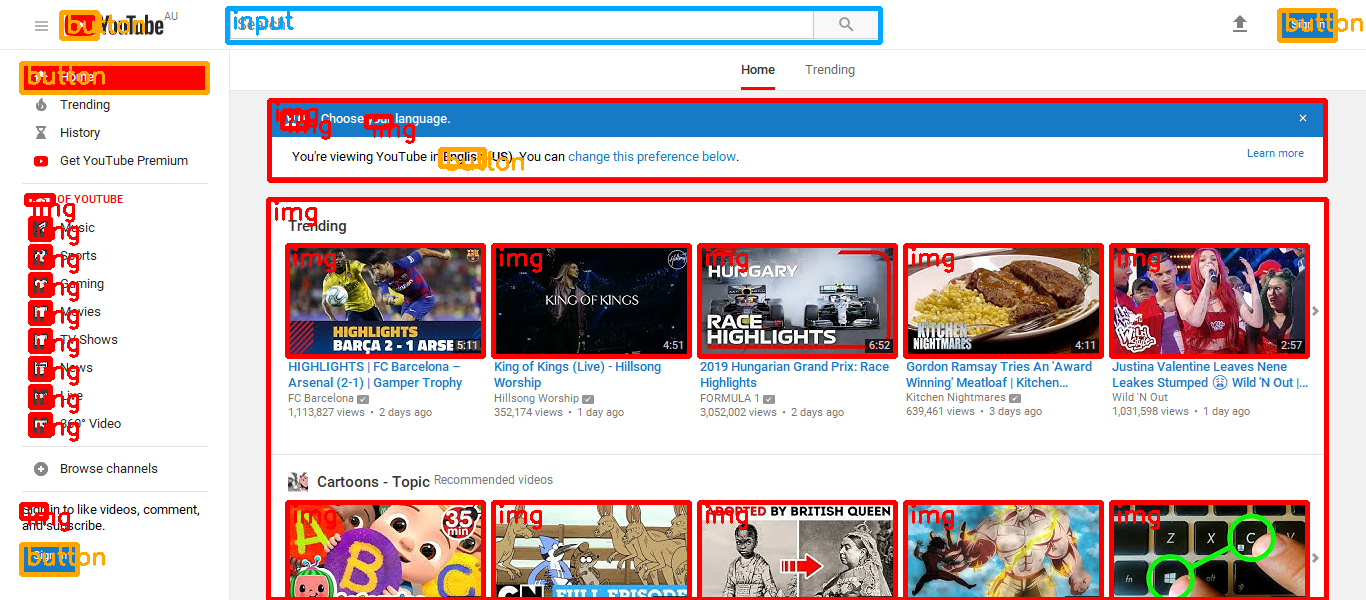 YouTube AU
button
Search
input
Sign in
button
Home
button
Trending
History
Get YouTube Premium
OF YOUTUBE
img
Music
img
Sports
img
Gaming
img
Movies
img
TV Shows
img
News
img
Live
img
360° Video
img
Browse channels
Sign in to like videos, comment,
and subscribe.
img
Sign in
button
Home
Trending
img
img
img
Choose your language.
×
You're viewing YouTube in English (US). You can change this preference below.
button
Learn more
img
Trending
img
HIGHLIGHTS
BARÇA 2 - 1 ARSE
5:11
HIGHLIGHTS | FC Barcelona –
Arsenal (2-1) | Gamper Trophy
FC Barcelona
1,113,827 views • 2 days ago
img
KING OF KINGS
4:51
King of Kings (Live) - Hillsong
Worship
Hillsong Worship
352,174 views • 1 day ago
img
HUNGARY
RACE
HIGHLIGHTS
6:52
2019 Hungarian Grand Prix: Race
Highlights
FORMULA 1
3,052,002 views • 2 days ago
img
KITCHEN
NIGHTMARES
4:11
Gordon Ramsay Tries An 'Award
Winning' Meatloaf | Kitchen...
Kitchen Nightmares
639,461 views • 3 days ago
img
Wild
Style
2:57
Justina Valentine Leaves Nene
Leakes Stumped 😩 Wild 'N Out |...
Wild 'N Out
1,031,598 views • 1 day ago
Cartoons - Topic Recommended videos
img
35
min
A B C
img
CN FULL EPISODE
img
ADOPTED BY BRITISH QUEEN
img
img
Z X C V
fn alt